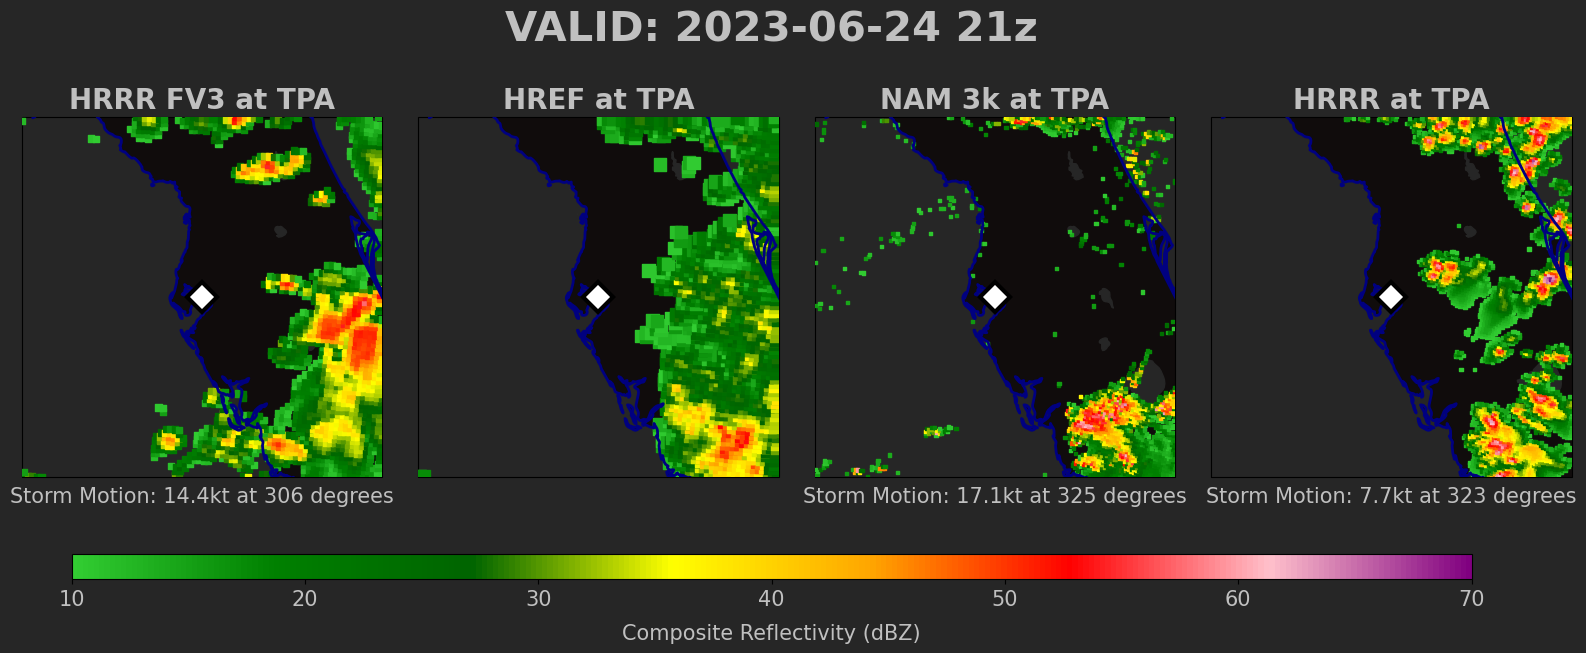 VALID: 2023-06-24 21z
HRRR FV3 at TPA
HREF at TPA
NAM 3k at TPA
HRRR at TPA
Storm Motion: 14.4kt at 306 degrees
Storm Motion: 17.1kt at 325 degrees
Storm Motion: 7.7kt at 323 degrees
10 20 30 40 50 60 70
Composite Reflectivity (dBZ)